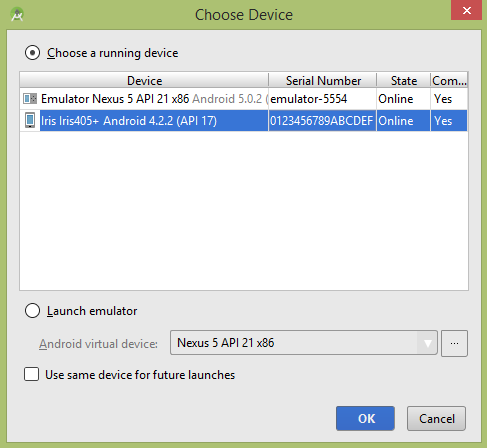 Choose Device
Choose a running device
Device Serial Number State Com...
Emulator Nexus 5 API 21 x86 Android 5.0.2 ( emulator-5554 Online Yes
Iris Iris405+ Android 4.2.2 (API 17) 0123456789ABCDEF Online Yes
Launch emulator
Android virtual device: Nexus 5 API 21 x86 ...
Use same device for future launches
OK Cancel